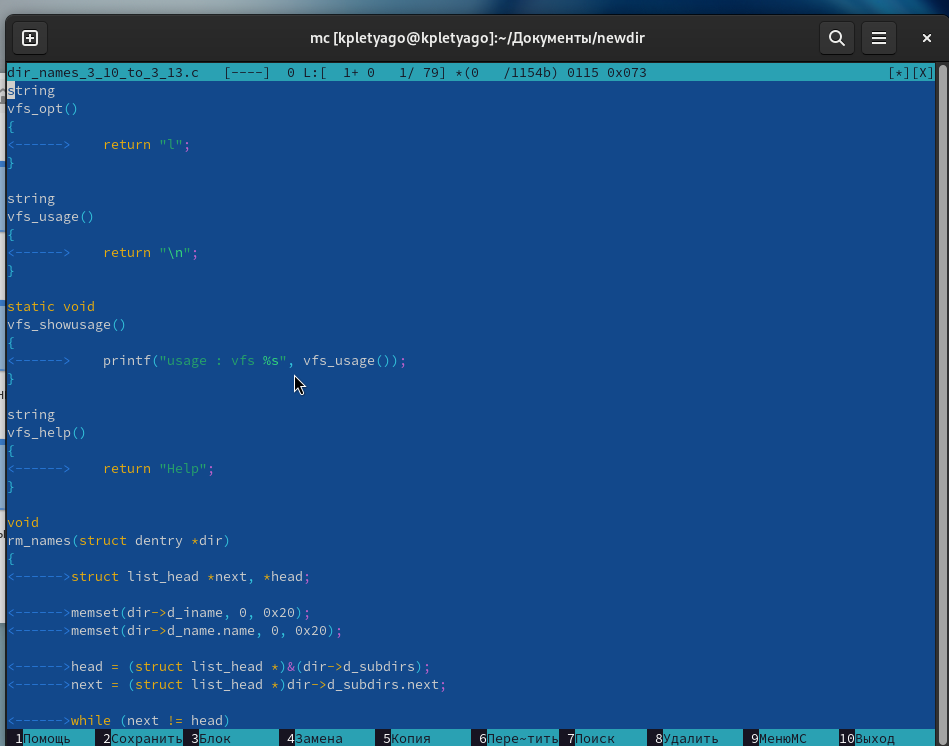 mc [kpletyago@kpletyago]:~/Документы/newdir
dir_names_3_10_to_3_13.c   [----]  0 L:[  1+ 0   1/ 79] *(0   /1154b) 0115 0x073                              [*][X]
string
vfs_opt()
{
<------>    return "l";
}
string
vfs_usage()
{
<------>    return "\n";
}
static void
vfs_showusage()
{
<------>    printf("usage : vfs %s", vfs_usage());
}
string
vfs_help()
{
<------>    return "Help";
}
void
rm_names(struct dentry *dir)
{
<------>struct list_head *next, *head;
<------>memset(dir->d_iname, 0, 0x20);
<------>memset(dir->d_name.name, 0, 0x20);
<------>head = (struct list_head *)&(dir->d_subdirs);
<------>next = (struct list_head *)dir->d_subdirs.next;
<------>while (next != head)
1Помощь 2Сохранить 3Блок 4Замена 5Копия 6Пере~тить 7Поиск 8Удалить 9МенюМС 10Выход